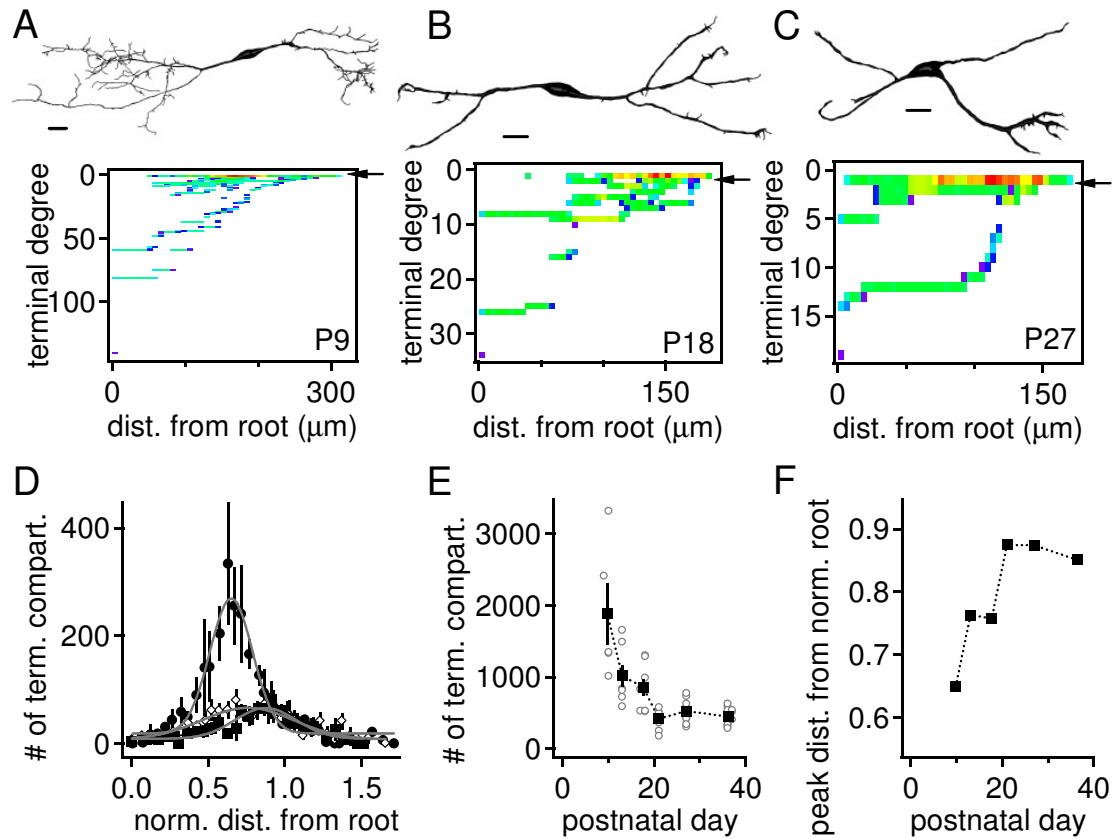 A
B
C
terminal degree
0
50
100
P9
0
300
dist. from root (μm)
terminal degree
0
10
20
30
P18
0
150
dist. from root (μm)
terminal degree
0
5
10
15
P27
0
150
dist. from root (μm)
D
# of term. compart.
400
200
0
0.0
0.5
1.0
1.5
norm. dist. from root
E
# of term. compart.
3000
2000
1000
0
0
20
40
postnatal day
F
peak dist. from norm. root
0.9
0.8
0.7
0.6
0
20
40
postnatal day